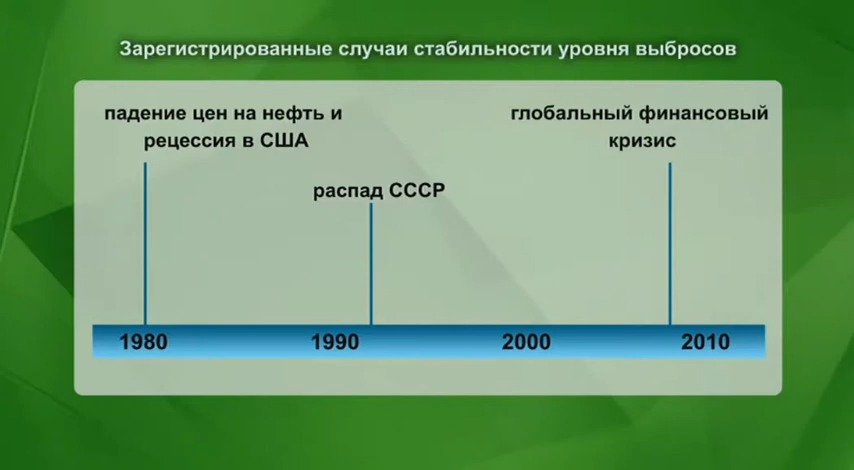 Зарегистрированные случаи стабильности уровня выбросов
падение цен на нефть и
рецессия в США
глобальный финансовый
кризис
распад СССР
1980 1990 2000 2010